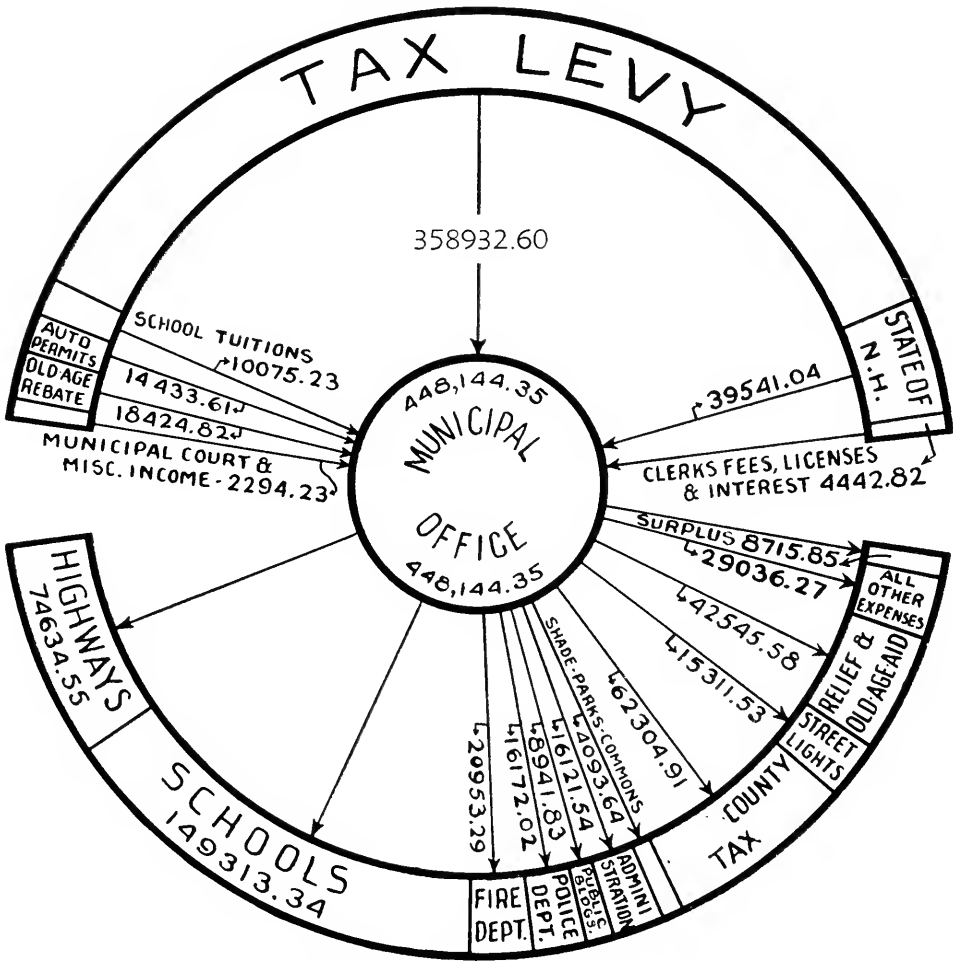 TAX LEVY
358932.60
SCHOOL TUITIONS
10075.23
AUTO
PERMITS
14433.61
OLD-AGE
REBATE
18424.82
MUNICIPAL COURT &
MISC. INCOME - 2294.23
STATE OF
N.H.
39541.04
CLERKS FEES, LICENSES
& INTEREST 4442.82
448,144.35
MUNICIPAL
OFFICE
448,144.35
SURPLUS 8715.85
29036.27
ALL
OTHER
EXPENSES
42545.58
RELIEF &
OLD-AGE AID
15311.53
STREET
LIGHTS
62304.91
COUNTY
TAX
SHADE-PARKS-COMMONS
4093.64
16121.54
ADMINI
STRATION
8941.83
PUBLIC
BLDGS.
16172.02
POLICE
DEPT.
20953.29
FIRE
DEPT.
SCHOOLS
149313.34
HIGHWAYS
74634.55